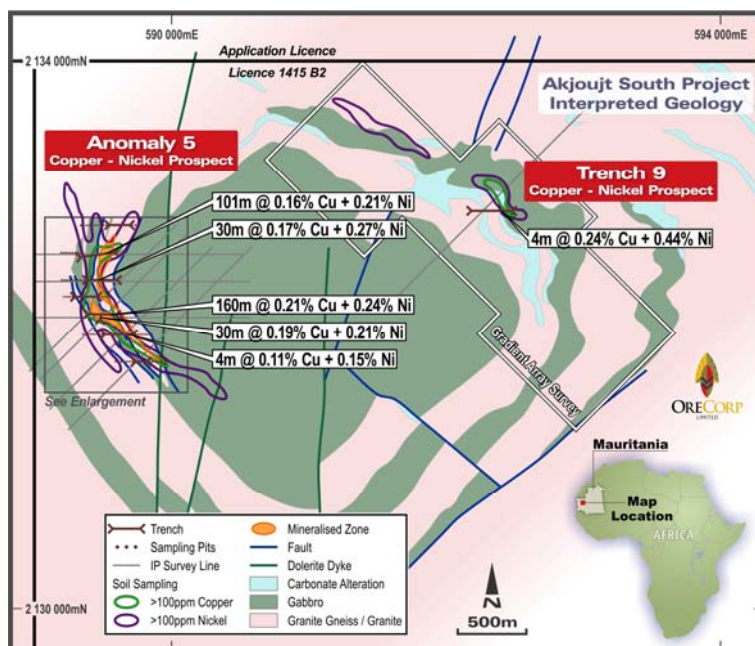 590 000mE
594 000mE
2 134 000mN
Application Licence
Licence 1415 B2
Akjoujt South Project
Interpreted Geology
Anomaly 5
Copper - Nickel Prospect
Trench 9
Copper - Nickel Prospect
101m @ 0.16% Cu + 0.21% Ni
30m @ 0.17% Cu + 0.27% Ni
4m @ 0.24% Cu + 0.44% Ni
160m @ 0.21% Cu + 0.24% Ni
30m @ 0.19% Cu + 0.21% Ni
4m @ 0.11% Cu + 0.15% Ni
See Enlargement
Gradient Array Survey
ORECORP
LIMITED
Mauritania
Map
Location
AFRICA
Trench
Sampling Pits
IP Survey Line
Soil Sampling
>100ppm Copper
>100ppm Nickel
Mineralised Zone
Fault
Dolerite Dyke
Carbonate Alteration
Gabbro
Granite Gneiss / Granite
N
500m
2 130 000mN